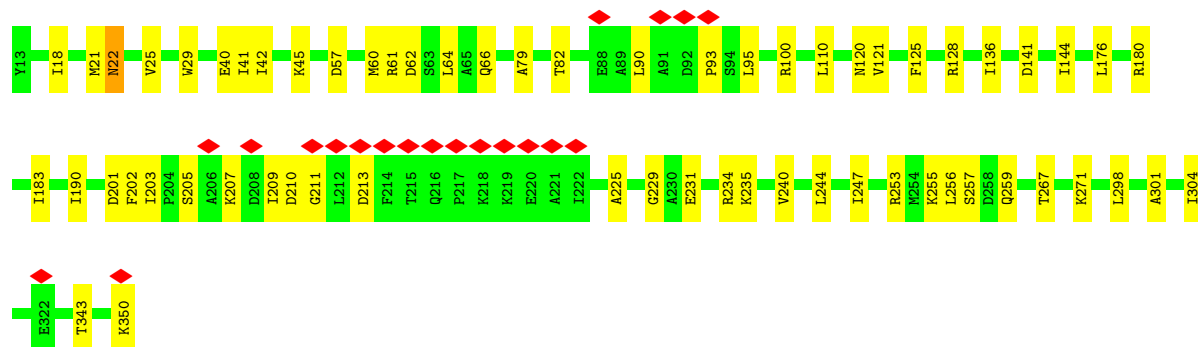 Y13 I18 M21 N22 V25 W29 E40 I41 I42 K45 D57 M60 R61 D62 S63 L64 A65 Q66 A79 T82 E88 A89 L90 A91 D92 P93 S94 L95 R100 L110 N120 V121 F125 R128 I136 D141 I144 L176 R180
I183 I190 D201 F202 I203 P204 S205 A206 K207 D208 I209 D210 G211 L212 D213 F214 T215 Q216 P217 K218 K219 E220 A221 I222 A225 G229 A230 E231 R234 K235 V240 L244 I247 R253 M254 K255 L256 S257 D258 Q259 T267 K271 L298 A301 I304
E322 T343 K350